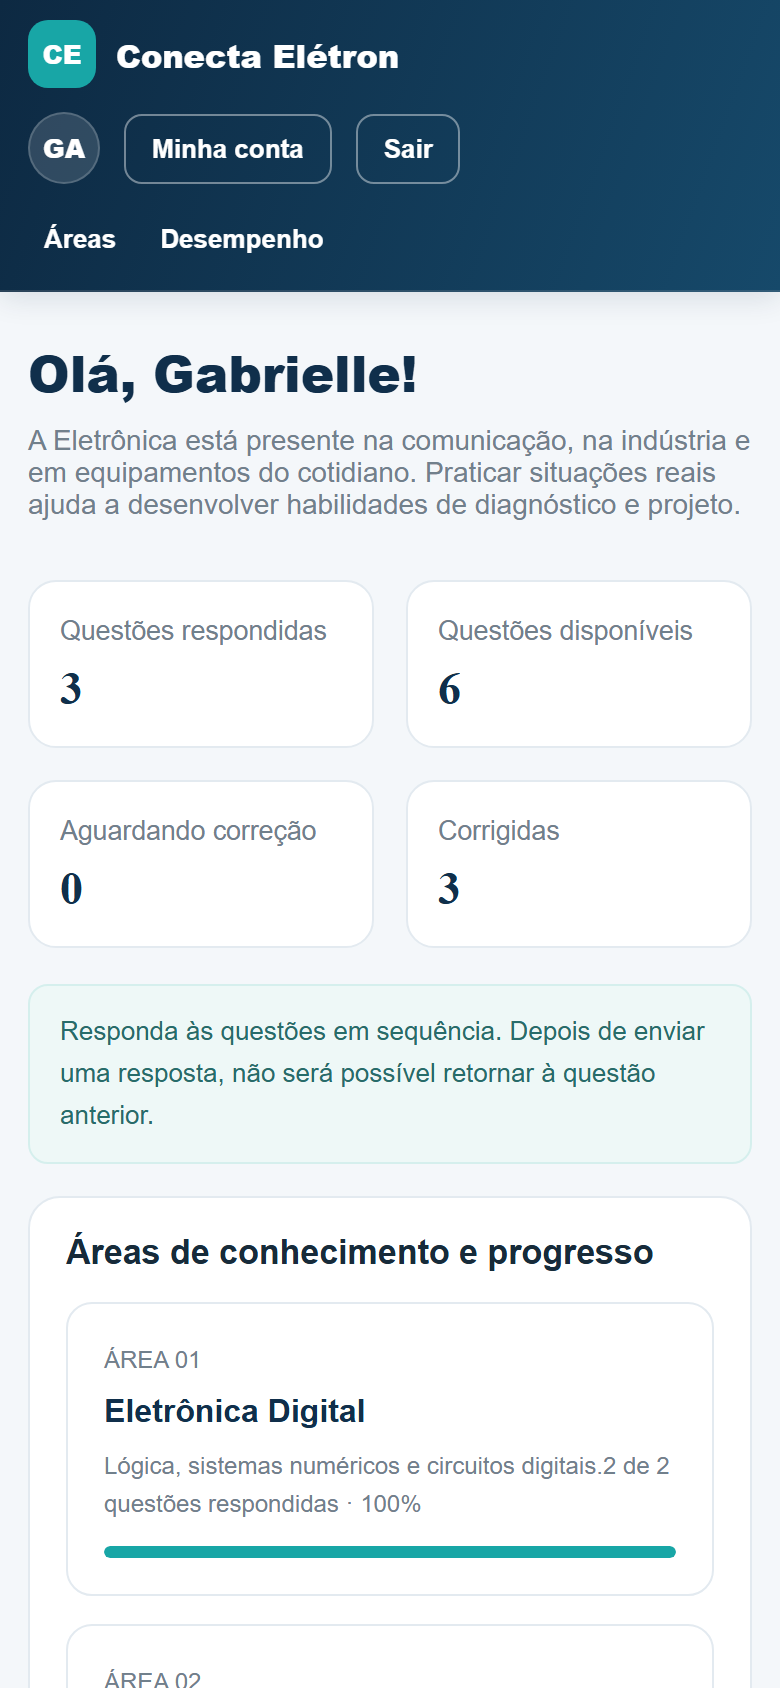 CE Conecta Elétron
GA Minha conta Sair
Áreas Desempenho
Olá, Gabrielle!
A Eletrônica está presente na comunicação, na indústria e
em equipamentos do cotidiano. Praticar situações reais
ajuda a desenvolver habilidades de diagnóstico e projeto.
Questões respondidas
3
Questões disponíveis
6
Aguardando correção
0
Corrigidas
3
Responda às questões em sequência. Depois de enviar
uma resposta, não será possível retornar à questão
anterior.
Áreas de conhecimento e progresso
ÁREA 01
Eletrônica Digital
Lógica, sistemas numéricos e circuitos digitais.2 de 2
questões respondidas · 100%
ÁREA 02